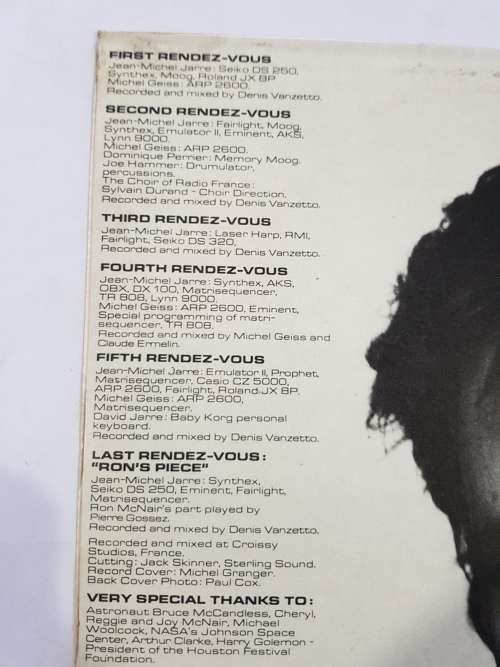 FIRST RENDEZ-VOUS
Jean-Michel Jarre: Seiko DS 250,
Synthex, Moog, Roland JX 8P
Michel Geiss: ARP 2600.
Recorded and mixed by Denis Vanzetto.
SECOND RENDEZ-VOUS
Jean-Michel Jarre: Fairlight, Moog,
Synthex, Emulator II, Eminent, AKS,
Lynn 9000.
Michel Geiss: ARP 2600.
Dominique Perrier: Memory Moog.
Joe Hammer: Drumulator,
percussions.
The Choir of Radio France:
Sylvain Durand - Choir Direction.
Recorded and mixed by Denis Vanzetto.
THIRD RENDEZ-VOUS
Jean-Michel Jarre: Laser Harp, RMI,
Fairlight, Seiko DS 320,
Recorded and mixed by Denis Vanzetto.
FOURTH RENDEZ-VOUS
Jean-Michel Jarre: Synthex, AKS,
OBX, DX 100, Matrisequencer,
TR 808, Lynn 9000.
Michel Geiss: ARP 2600, Eminent,
Special programming of matri-
sequencer, TR 808.
Recorded and mixed by Michel Geiss and
Claude Ermelin.
FIFTH RENDEZ-VOUS
Jean-Michel Jarre: Emulator II, Prophet,
Matrisequencer, Casio CZ 5000,
ARP 2600, Fairlight, Roland JX 8P.
Michel Geiss: ARP 2600,
Matrisequencer.
David Jarre: Baby Korg personal
keyboard.
Recorded and mixed by Denis Vanzetto.
LAST RENDEZ-VOUS:
"RON'S PIECE"
Jean-Michel Jarre: Synthex,
Seiko DS 250, Eminent, Fairlight,
Matrisequencer.
Ron McNair's part played by
Pierre Gossez.
Recorded and mixed by Denis Vanzetto.
Recorded and mixed at Croissy
Studios, France.
Cutting: Jack Skinner, Sterling Sound.
Record Cover: Michel Granger.
Back Cover Photo: Paul Cox.
VERY SPECIAL THANKS TO:
Astronaut Bruce McCandless, Cheryl,
Reggie and Joy McNair, Michael
Woolcock, NASA's Johnson Space
Center, Arthur Clarke, Harry Golemon -
President of the Houston Festival
Foundation.